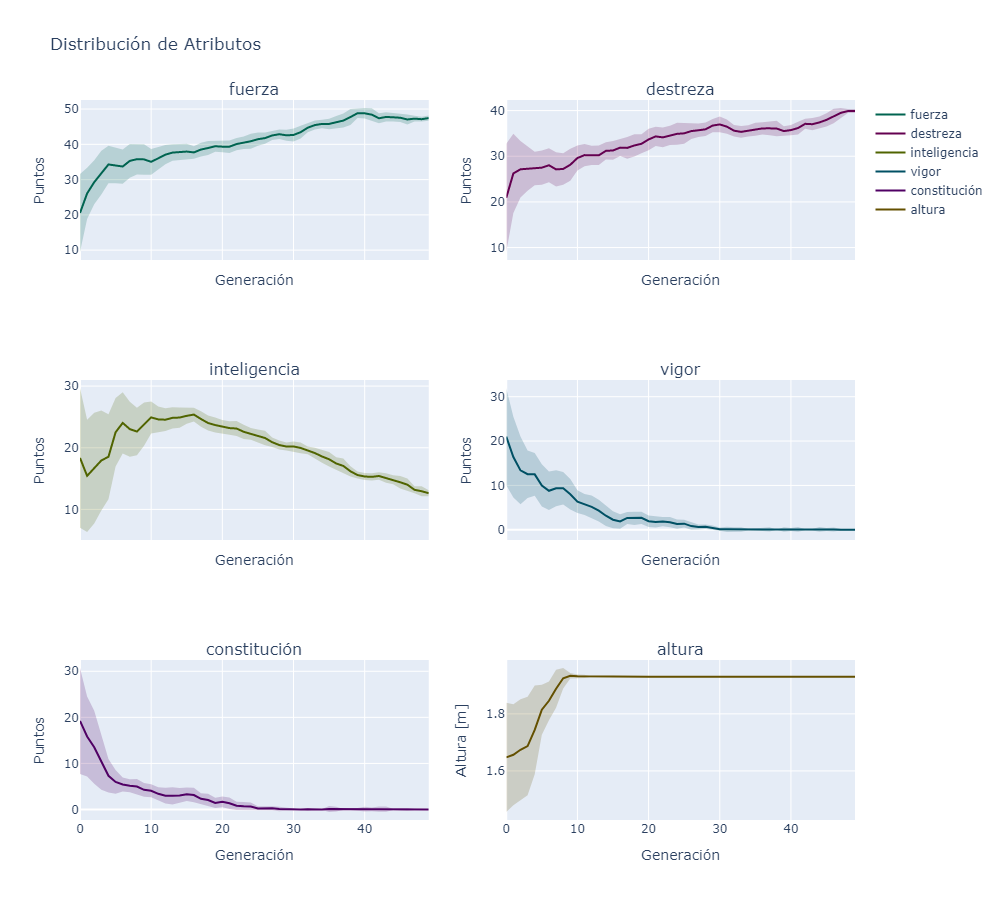 Distribución de Atributos
fuerza
destreza
50
40
30
20
10
Puntos
Generación
40
30
20
10
Puntos
Generación
fuerza
destreza
inteligencia
vigor
constitución
altura
inteligencia
vigor
30
20
10
Puntos
Generación
30
20
10
0
Puntos
Generación
constitución
altura
30
20
10
0
Puntos
0 10 20 30 40
Generación
1.8
1.6
Altura [m]
0 10 20 30 40
Generación